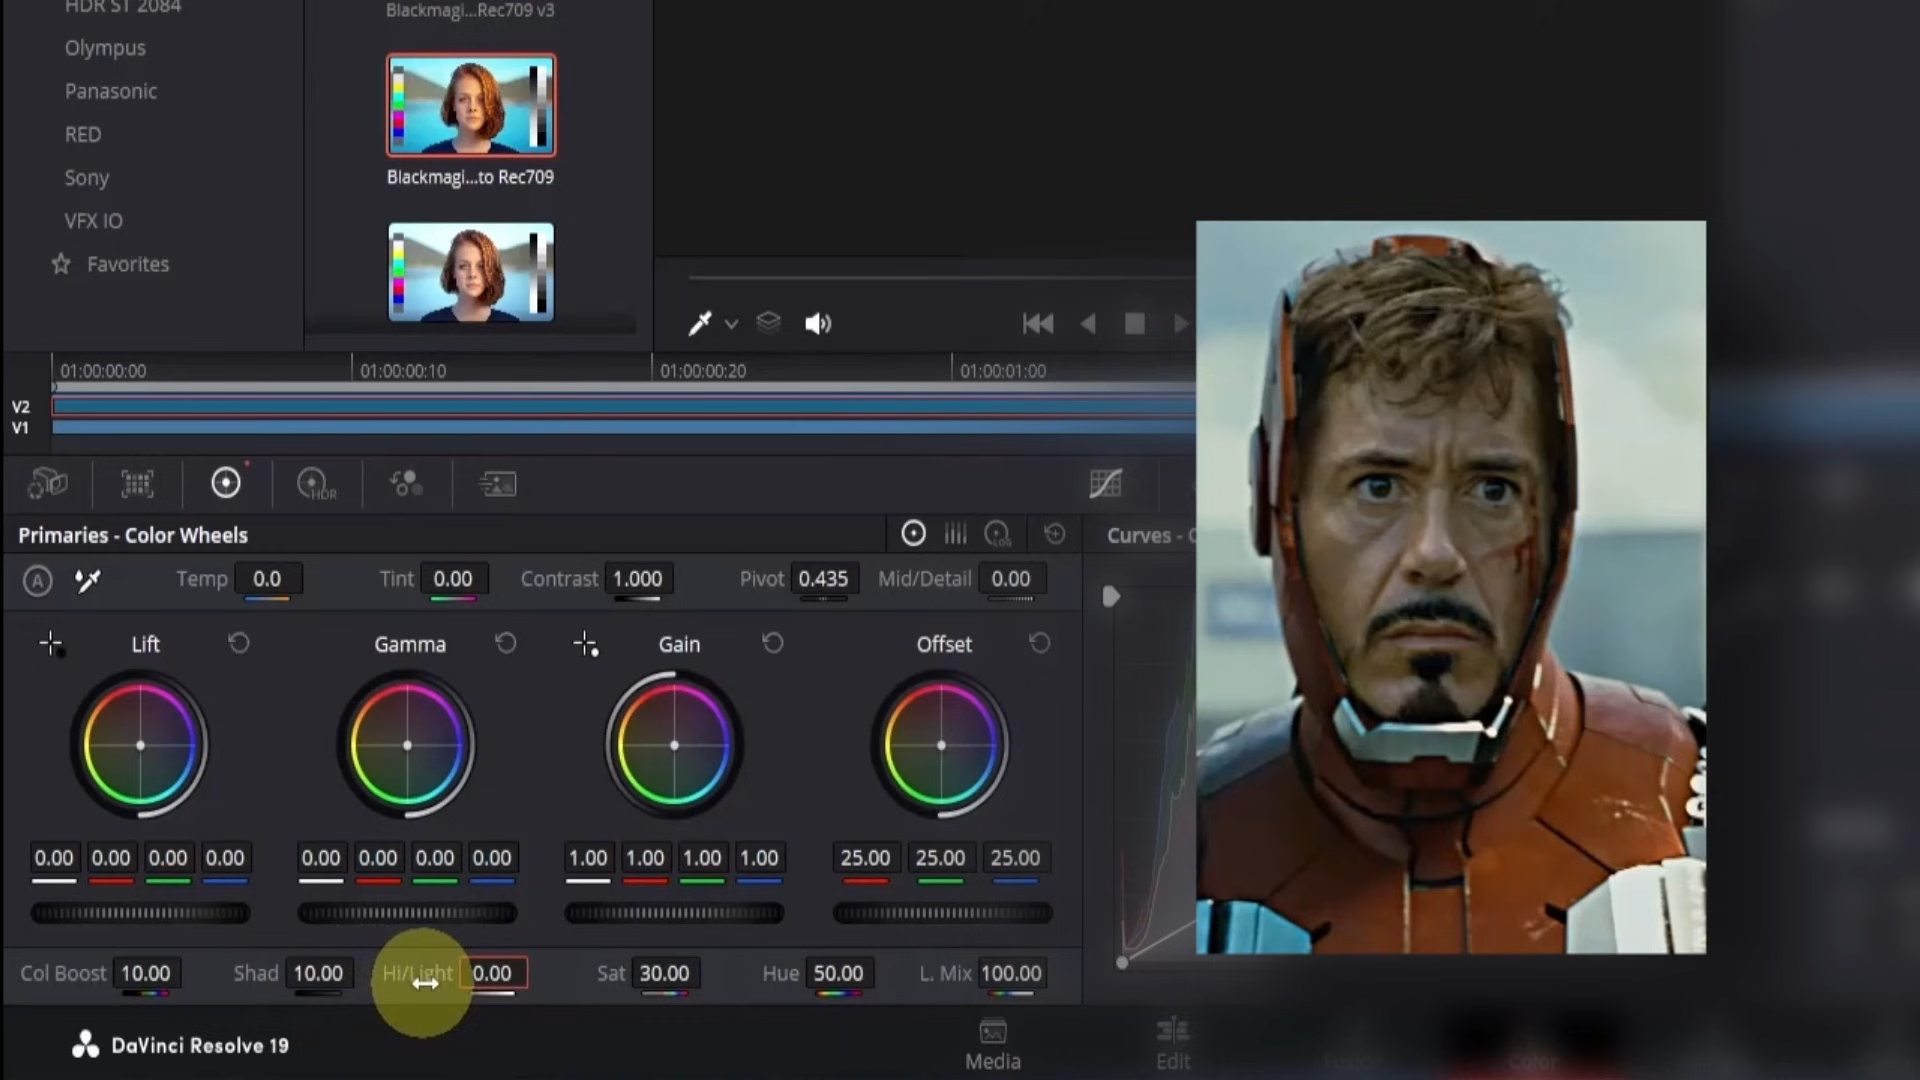 HDR ST 2084
Blackmagi...Rec709 v3
Olympus
Panasonic
RED
Sony
Blackmagi...to Rec709
VFX IO
Favorites
01:00:00:00
01:00:00:10
01:00:00:20
01:00:01:00
V2
V1
HDR
Primaries - Color Wheels
LOG
Curves - C
A
Temp 0.0
Tint 0.00
Contrast 1.000
Pivot 0.435
Mid/Detail 0.00
Lift
Gamma
Gain
Offset
0.00 0.00 0.00 0.00
0.00 0.00 0.00 0.00
1.00 1.00 1.00 1.00
25.00 25.00 25.00
Col Boost 10.00
Shad 10.00
Hi/Light 0.00
Sat 30.00
Hue 50.00
L. Mix 100.00
DaVinci Resolve 19
Media
Edit
Color